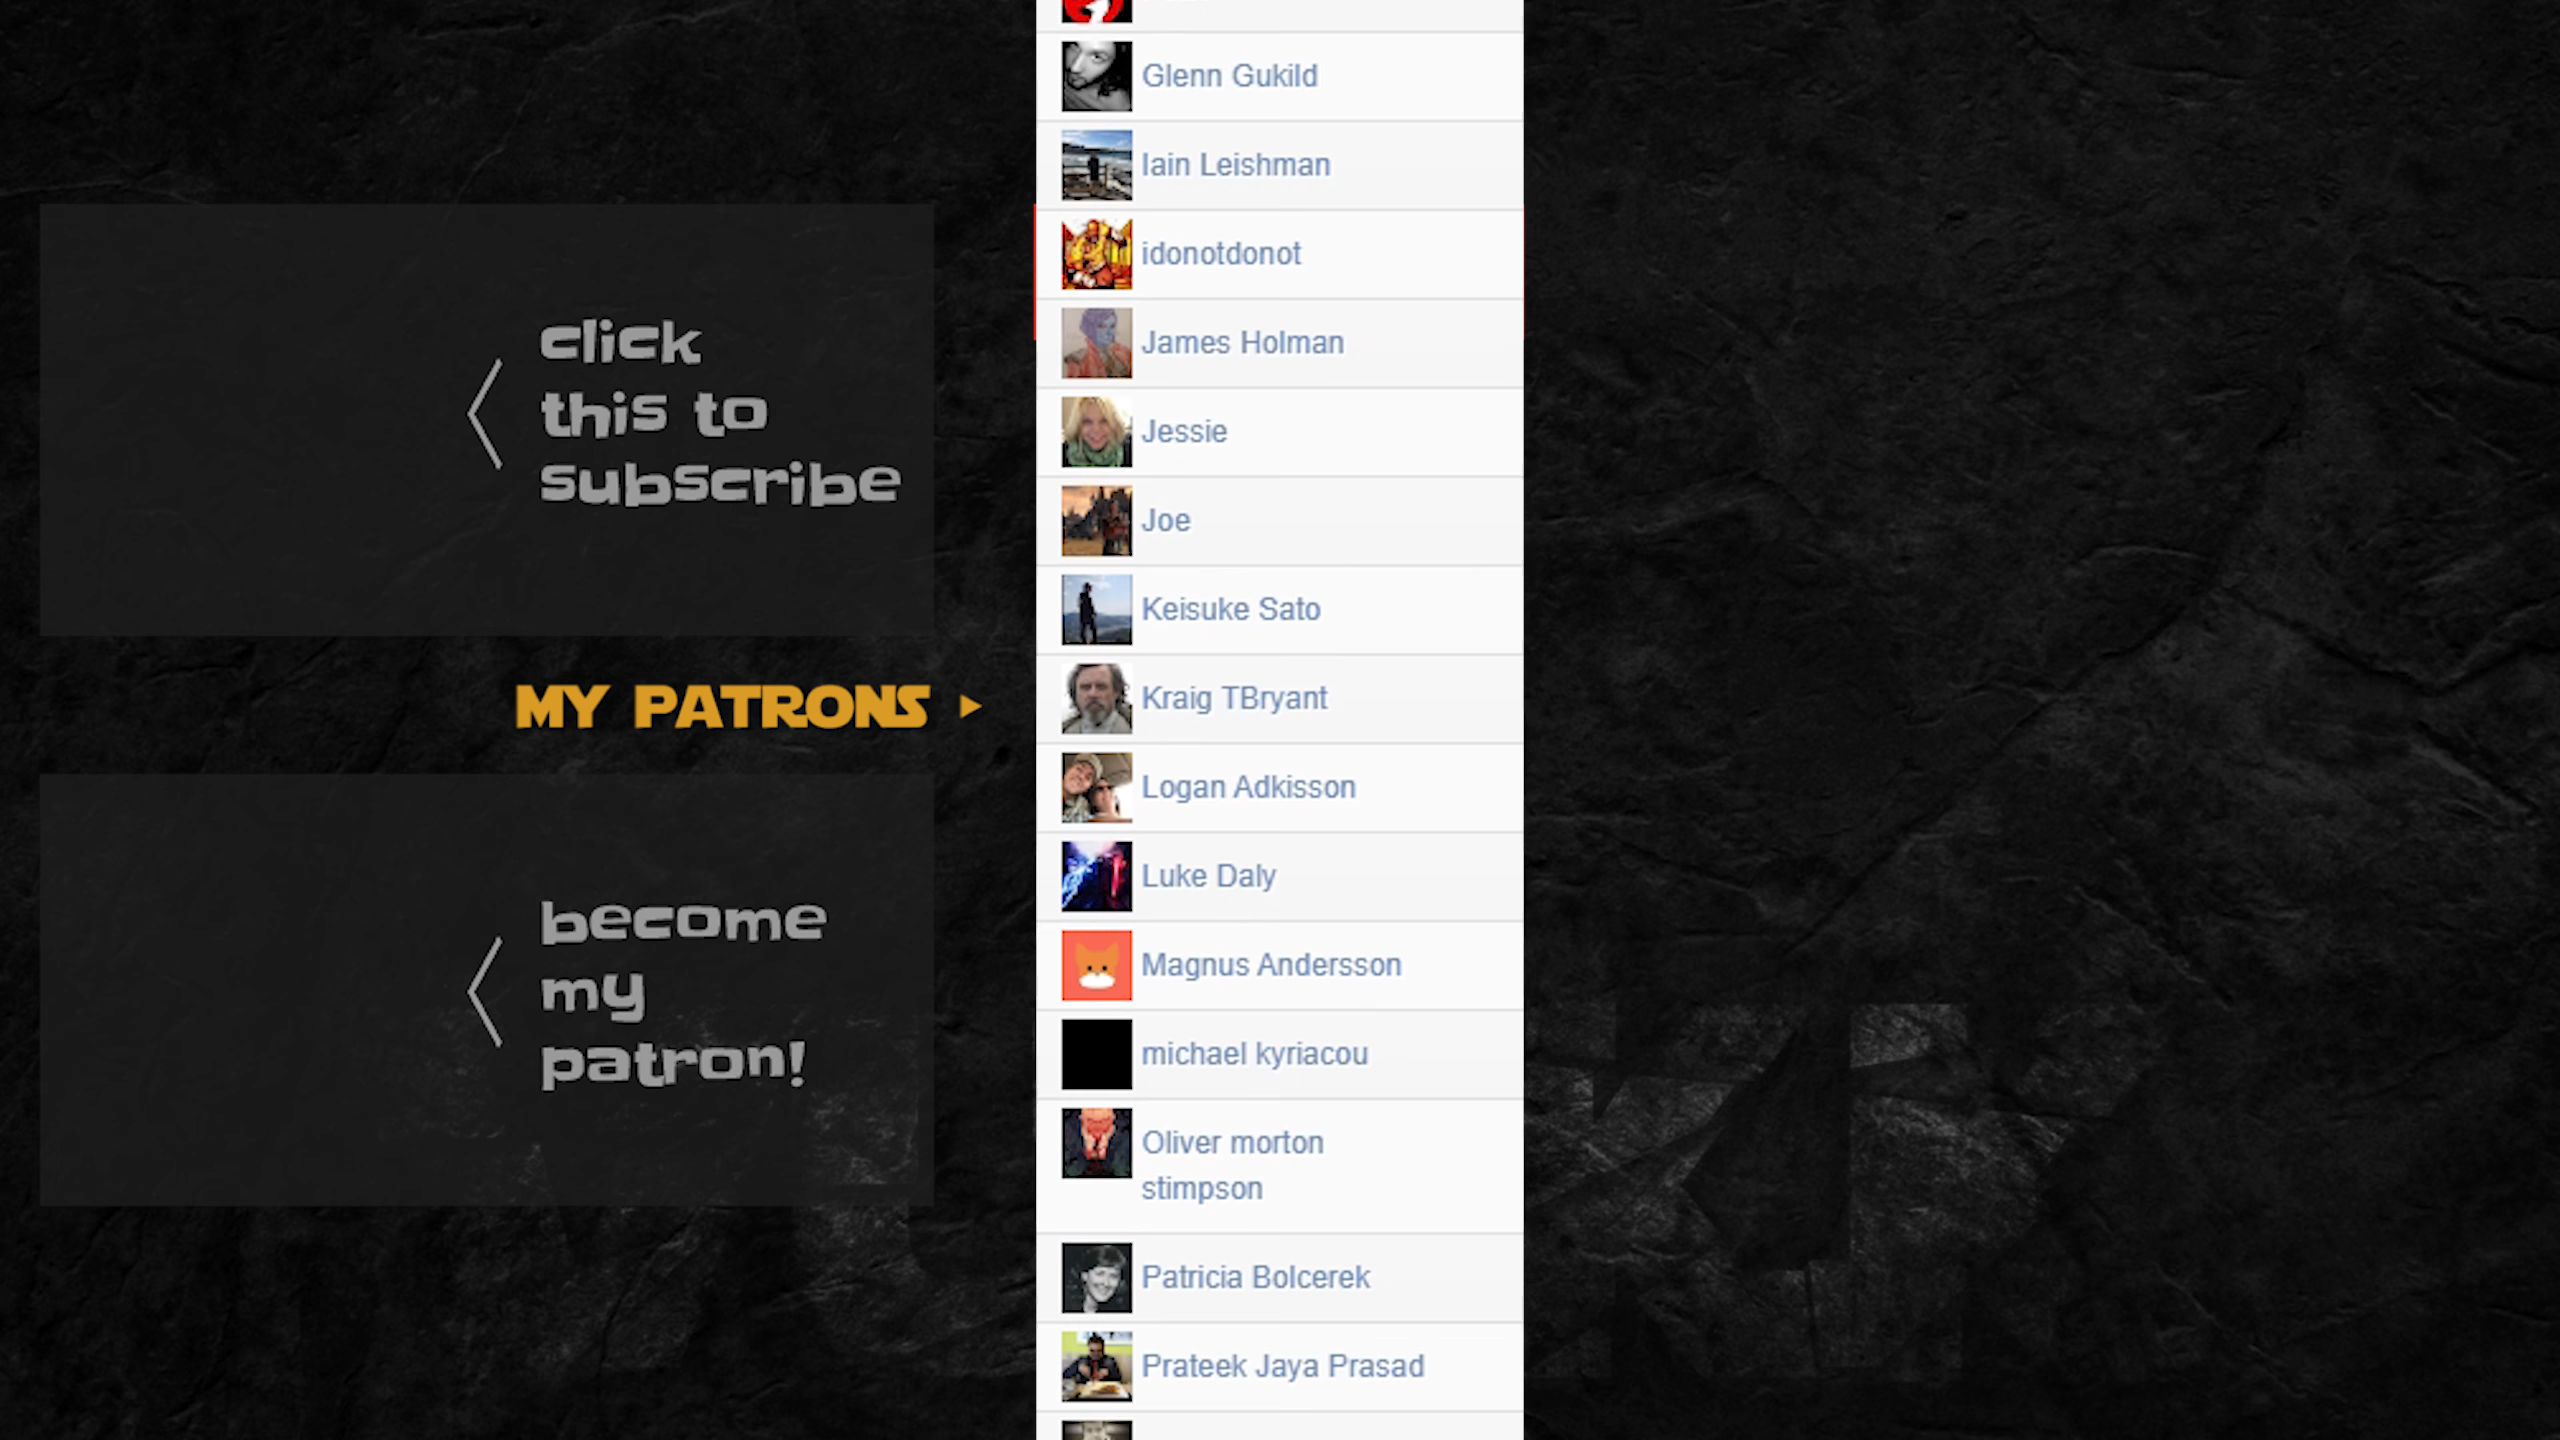 click
this to
subscribe
MY PATRONS
become
my
patron!
Glenn Gukild
Iain Leishman
idonotdonot
James Holman
Jessie
Joe
Keisuke Sato
Kraig TBryant
Logan Adkisson
Luke Daly
Magnus Andersson
michael kyriacou
Oliver morton
stimpson
Patricia Bolcerek
Prateek Jaya Prasad